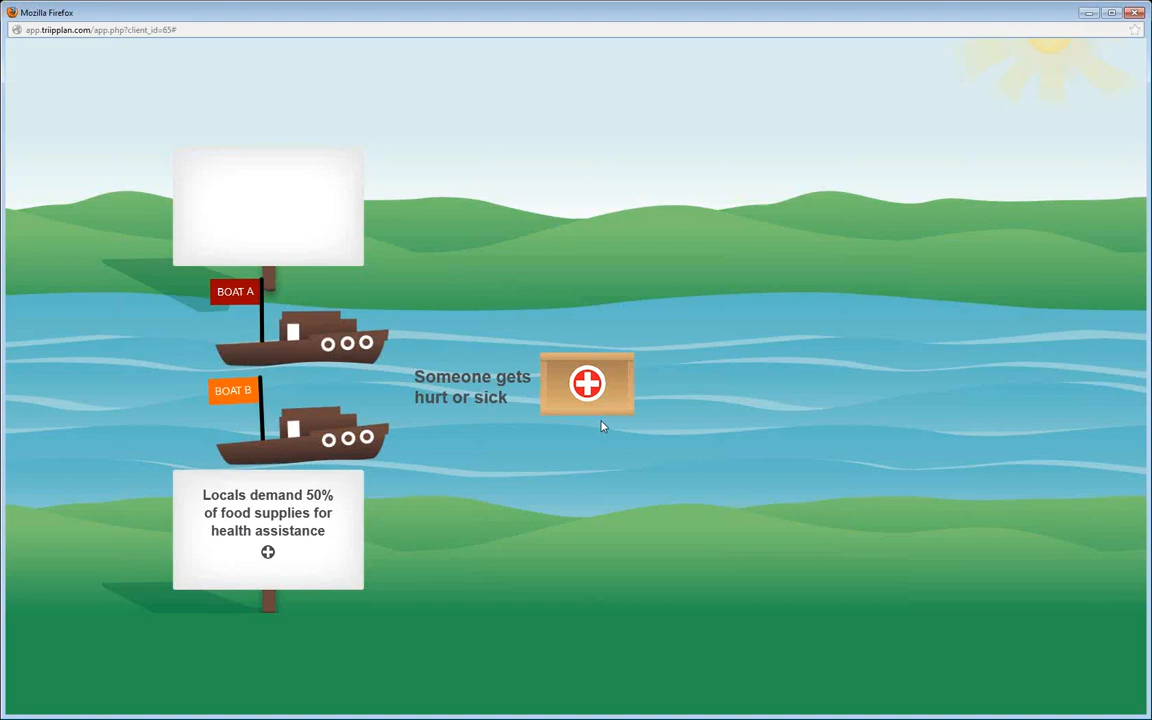 Mozilla Firefox
app.triipplan.com/app.php?client_id=65#
BOAT A
Someone gets
hurt or sick
BOAT B
Locals demand 50%
of food supplies for
health assistance